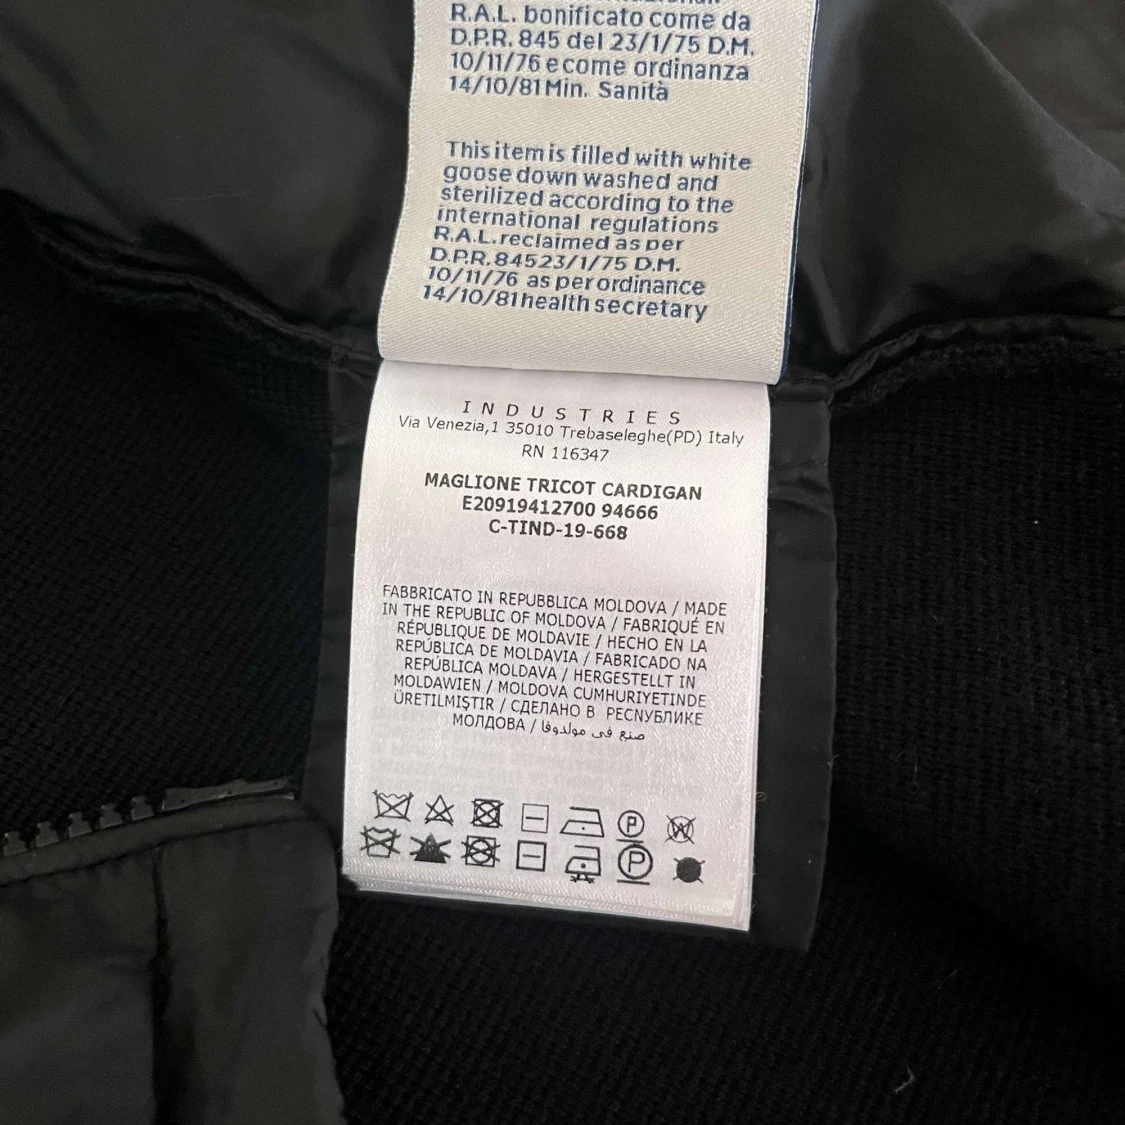 R.A.L. bonificato come da
D.P.R. 845 del 23/1/75 D.M.
10/11/76 e come ordinanza
14/10/81 Min. Sanità
This item is filled with white
goose down washed and
sterilized according to the
international regulations
R.A.L. reclaimed as per
D.P.R. 84523/1/75 D.M.
10/11/76 as per ordinance
14/10/81 health secretary
INDUSTRIES
Via Venezia,1 35010 Trebaseleghe(PD) Italy
RN 116347
MAGLIONE TRICOT CARDIGAN
E20919412700 94666
C-TIND-19-668
FABBRICATO IN REPUBBLICA MOLDOVA / MADE
IN THE REPUBLIC OF MOLDOVA / FABRIQUÉ EN
RÉPUBLIQUE DE MOLDAVIE / HECHO EN LA
REPÚBLICA DE MOLDAVIA / FABRICADO NA
REPÚBLICA MOLDAVA / HERGESTELLT IN
MOLDAWIEN / MOLDOVA CUMHURIYETINDE
ÜRETILMIŞTIR / СДЕЛАНО В РЕСПУБЛИКЕ
МОЛДОВА / صنع في مولدوفا
P W
P